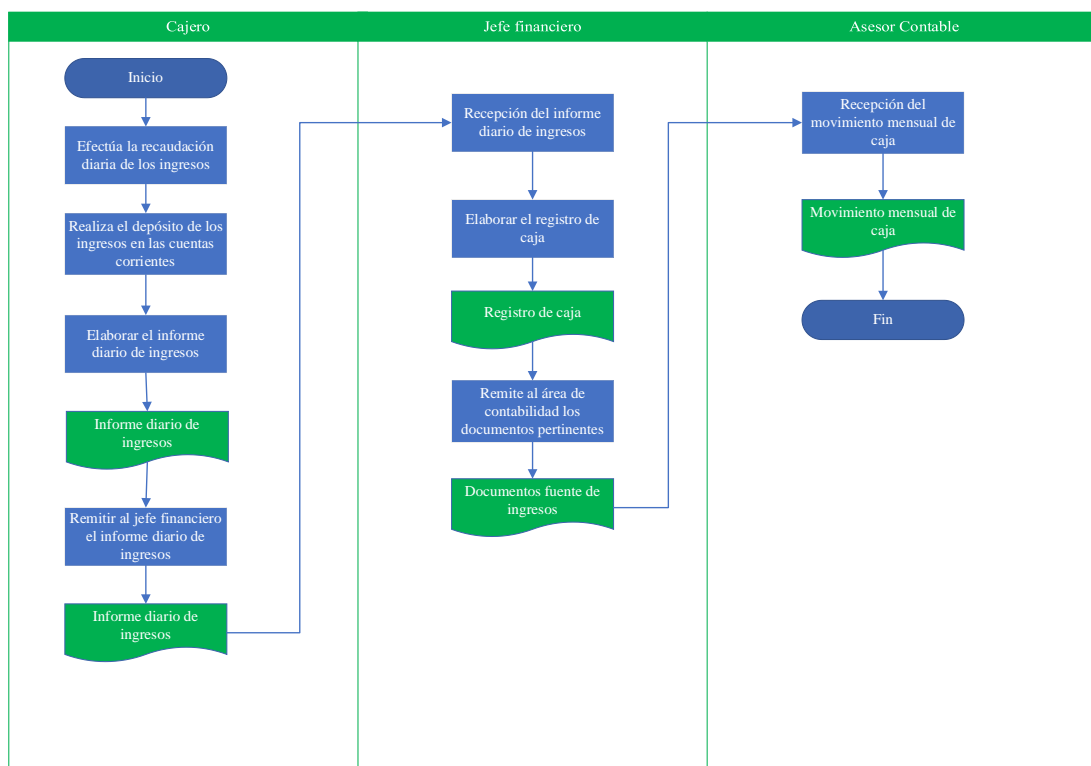 Cajero
Inicio
Efectúa la recaudación
diaria de los ingresos
Realiza el depósito de los
ingresos en las cuentas
corrientes
Elaborar el informe
diario de ingresos
Informe diario de
ingresos
Remitir al jefe financiero
el informe diario de
ingresos
Informe diario de
ingresos
Jefe financiero
Recepción del informe
diario de ingresos
Elaborar el registro de
caja
Registro de caja
Remite al área de
contabilidad los
documentos pertinentes
Documentos fuente de
ingresos
Asesor Contable
Recepción del
movimiento mensual de
caja
Movimiento mensual de
caja
Fin